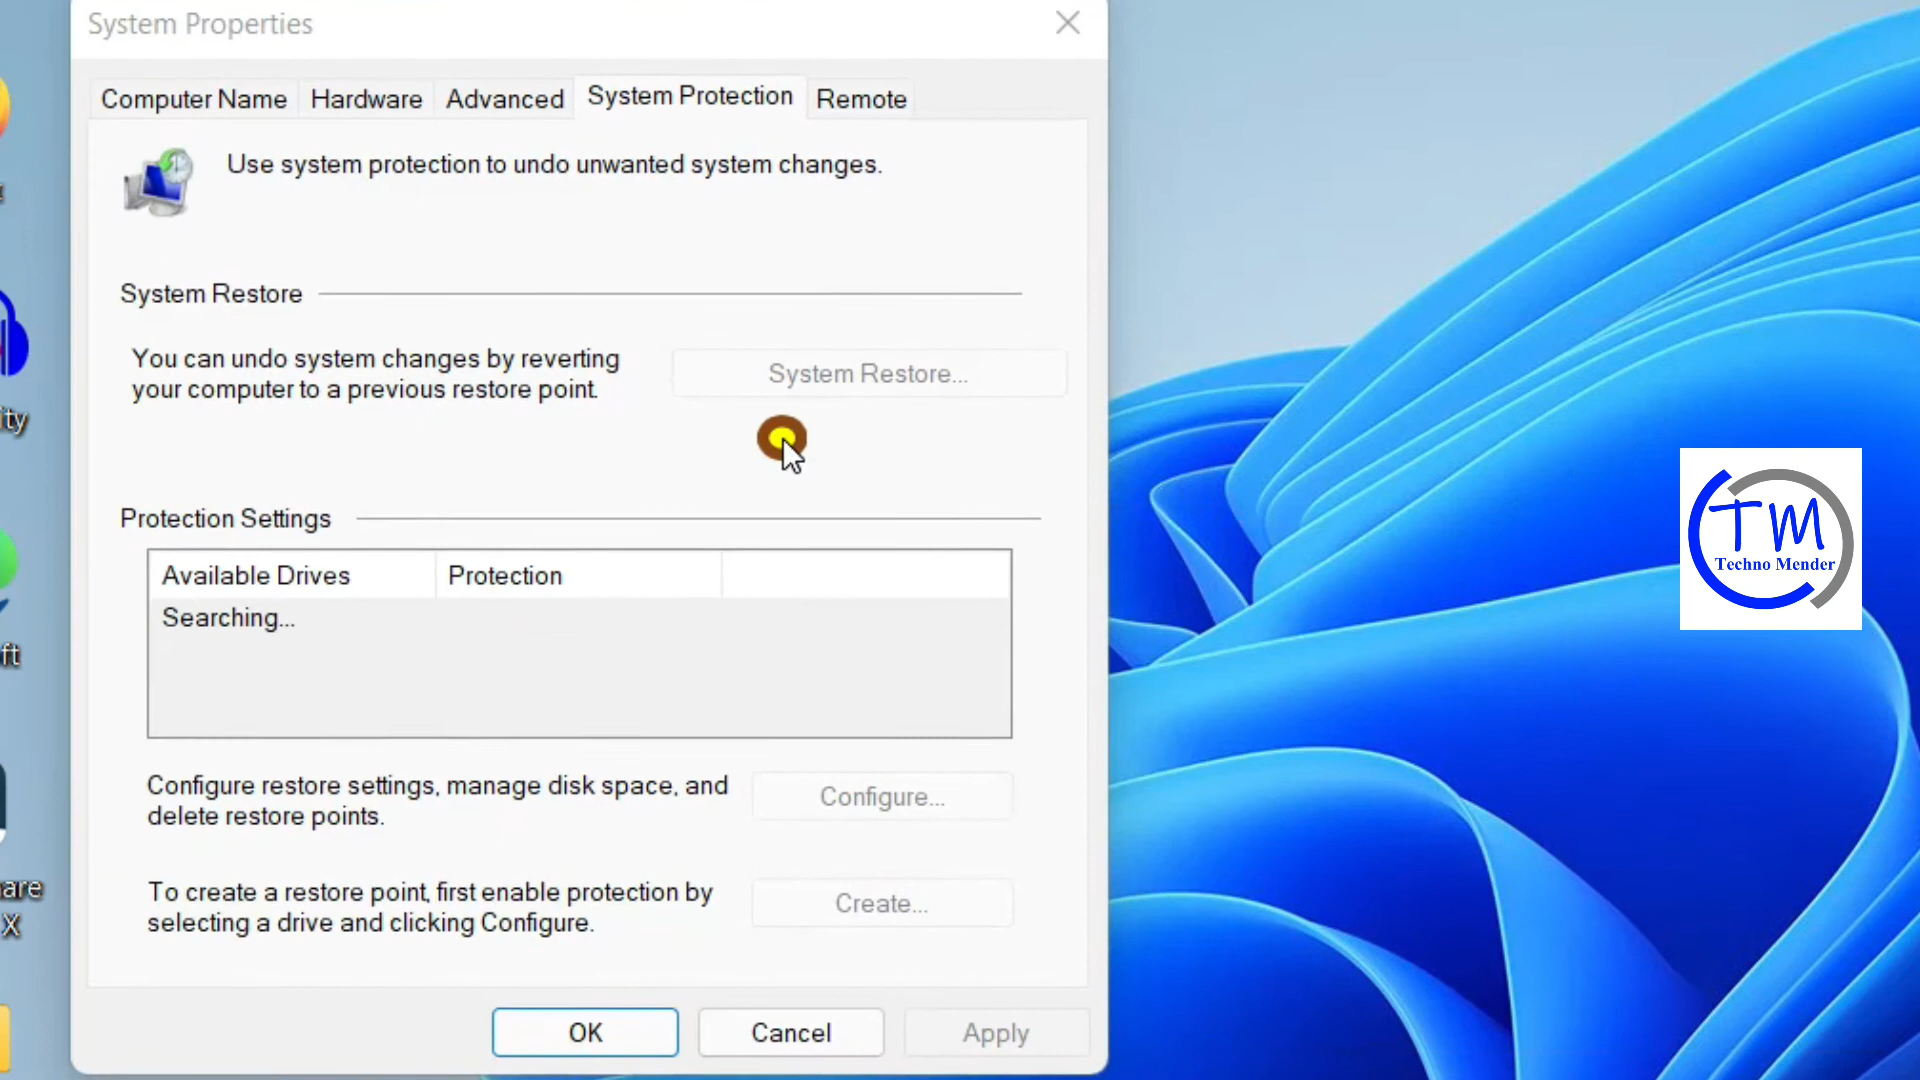 System Properties
Computer Name
Hardware
Advanced
System Protection
Remote
Use system protection to undo unwanted system changes.
System Restore
You can undo system changes by reverting
your computer to a previous restore point.
System Restore...
Protection Settings
Available Drives
Protection
Searching...
Configure restore settings, manage disk space, and
delete restore points.
Configure...
To create a restore point, first enable protection by
selecting a drive and clicking Configure.
Create...
OK
Cancel
Apply
ity
ft
are
X
TM
Techno Mender